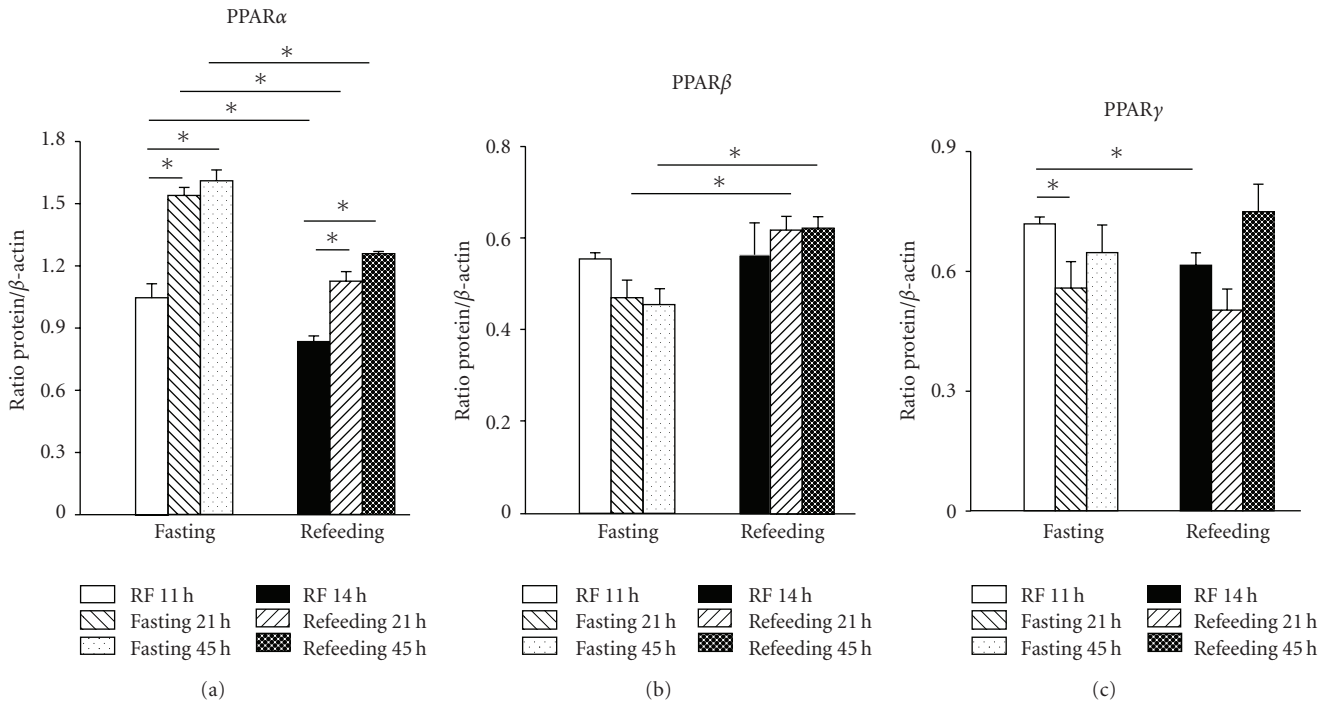 PPARα
*
*
*
*
*
*
*
1.8
1.5
1.2
0.9
0.6
0.3
0
Ratio protein/β-actin
Fasting Refeeding
RF 11 h RF 14 h
Fasting 21 h Refeeding 21 h
Fasting 45 h Refeeding 45 h
(a)
PPARβ
*
*
0.8
0.6
0.4
0.2
0
Ratio protein/β-actin
Fasting Refeeding
RF 11 h RF 14 h
Fasting 21 h Refeeding 21 h
Fasting 45 h Refeeding 45 h
(b)
PPARγ
*
*
0.9
0.6
0.3
0
Ratio protein/β-actin
Fasting Refeeding
RF 11 h RF 14 h
Fasting 21 h Refeeding 21 h
Fasting 45 h Refeeding 45 h
(c)